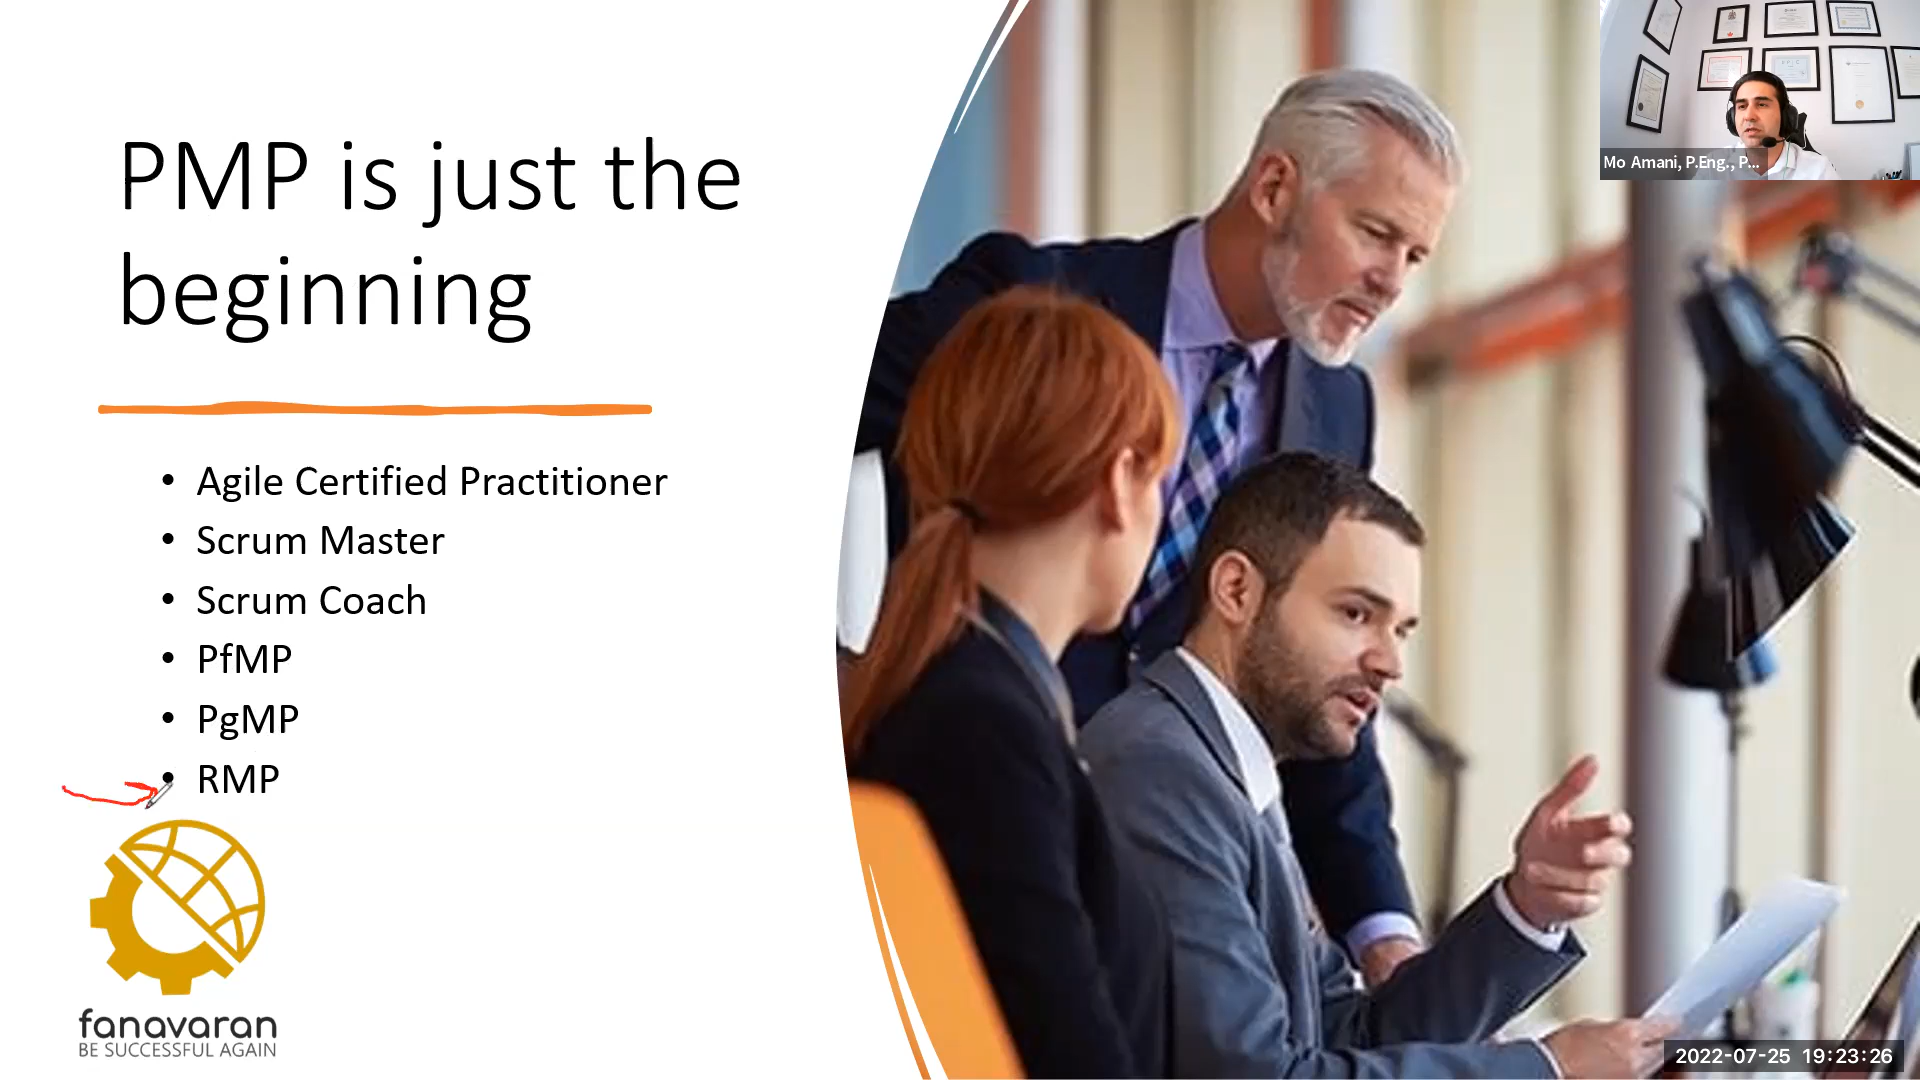 PMP is just the
beginning
• Agile Certified Practitioner
• Scrum Master
• Scrum Coach
• PfMP
• PgMP
• RMP
fanavaran
BE SUCCESSFUL AGAIN
Mo Amani, P.Eng., P...
2022-07-25 19:23:26